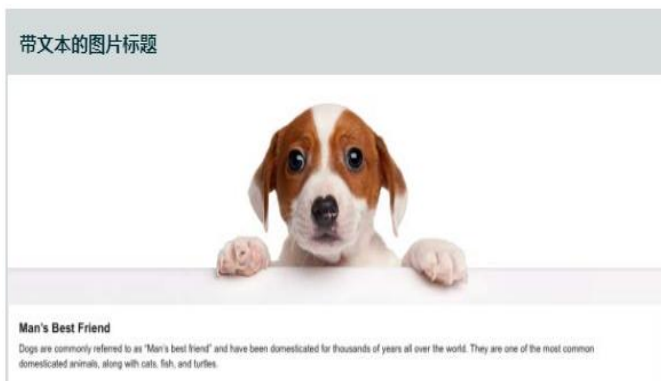 带文本的图片标题
Man's Best Friend
Dogs are commonly referred to as "Man's best friend" and have been domesticated for thousands of years all over the world. They are one of the most common
domesticated animals, along with cats, fish, and turtles.